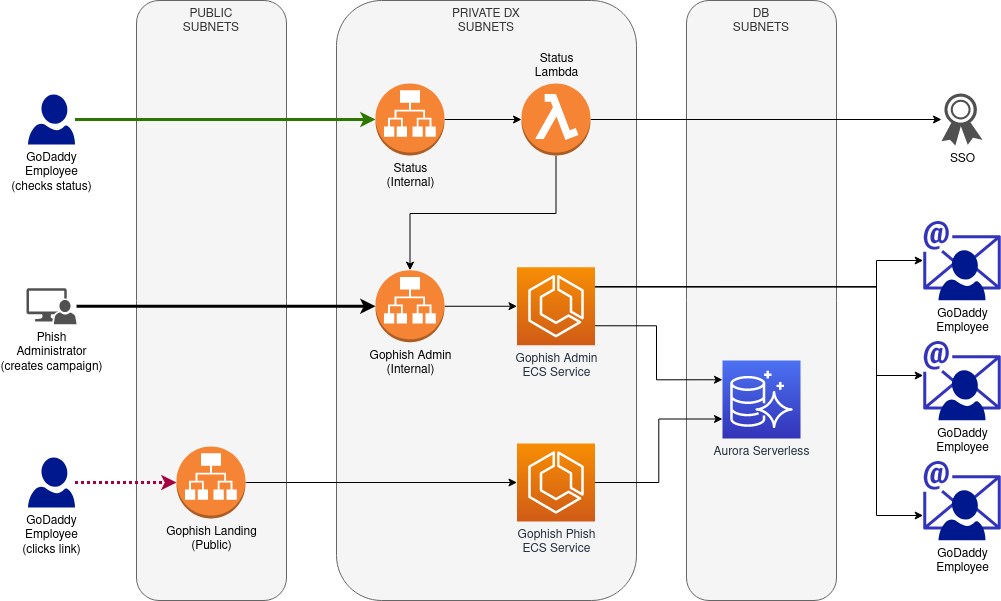 PUBLIC
SUBNETS
PRIVATE DX
SUBNETS
DB
SUBNETS
Status
Lambda
GoDaddy
Employee
(checks status)
Status
(Internal)
SSO
Phish
Administrator
(creates campaign)
Gophish Admin
(Internal)
Gophish Admin
ECS Service
@
GoDaddy
Employee
@
GoDaddy
Employee
Aurora Serverless
GoDaddy
Employee
(clicks link)
Gophish Landing
(Public)
Gophish Phish
ECS Service
@
GoDaddy
Employee